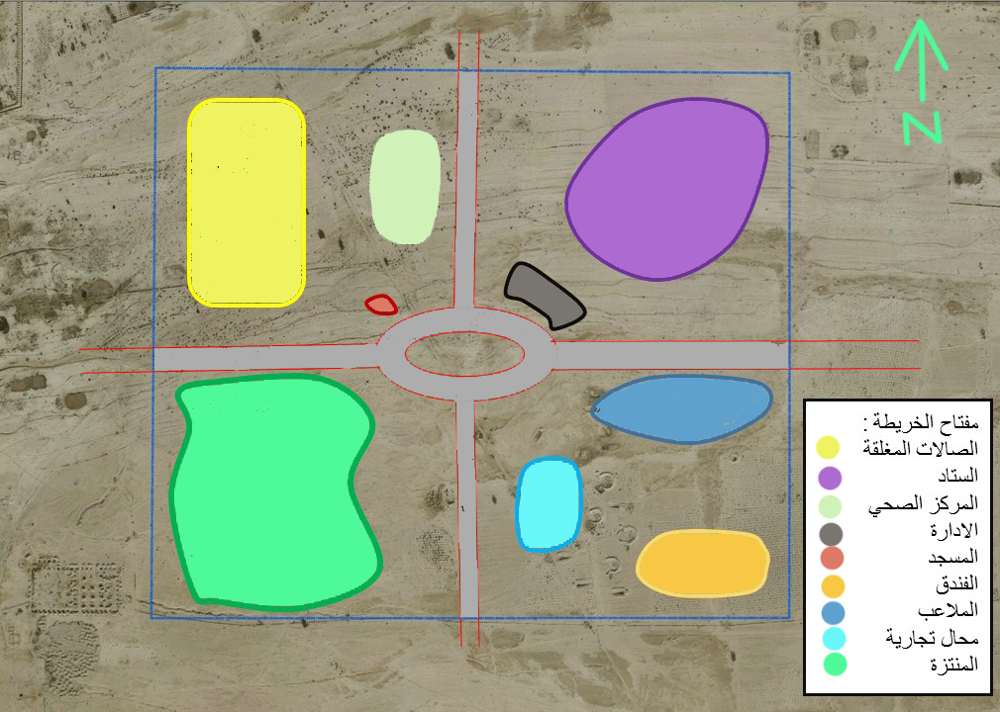 N
مفتاح الخريطة :
الصالات المغلقة
الستاد
المركز الصحي
الادارة
المسجد
الفندق
الملاعب
محال تجارية
المنتزة